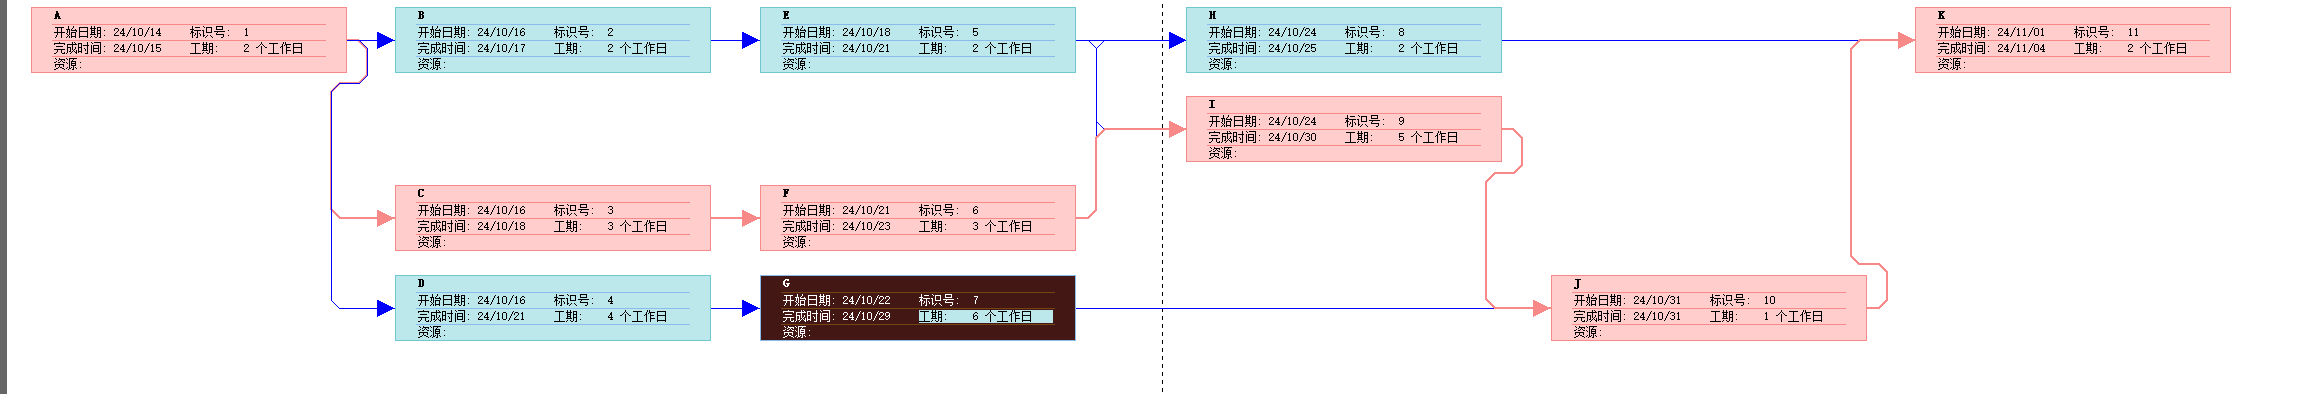 A
开始日期: 24/10/14 标识号: 1
完成时间: 24/10/15 工期: 2 个工作日
资源:
B
开始日期: 24/10/16 标识号: 2
完成时间: 24/10/17 工期: 2 个工作日
资源:
E
开始日期: 24/10/18 标识号: 5
完成时间: 24/10/21 工期: 2 个工作日
资源:
H
开始日期: 24/10/24 标识号: 8
完成时间: 24/10/25 工期: 2 个工作日
资源:
K
开始日期: 24/11/01 标识号: 11
完成时间: 24/11/04 工期: 2 个工作日
资源:
I
开始日期: 24/10/24 标识号: 9
完成时间: 24/10/30 工期: 5 个工作日
资源:
C
开始日期: 24/10/16 标识号: 3
完成时间: 24/10/18 工期: 3 个工作日
资源:
F
开始日期: 24/10/21 标识号: 6
完成时间: 24/10/23 工期: 3 个工作日
资源:
D
开始日期: 24/10/16 标识号: 4
完成时间: 24/10/21 工期: 4 个工作日
资源:
G
开始日期: 24/10/22 标识号: 7
完成时间: 24/10/29 工期: 6 个工作日
资源:
J
开始日期: 24/10/31 标识号: 10
完成时间: 24/10/31 工期: 1 个工作日
资源: